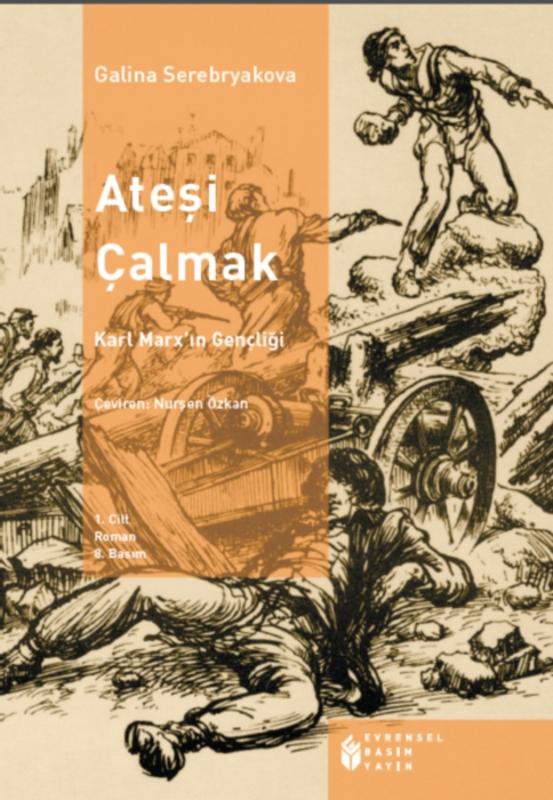 Galina Serebryakova
Ateşi
Çalmak
Karl Marx'ın Gençliği
Çeviren: Nurşen Özkan
1. Cilt
Roman
8. Basım
EVRENSEL
BASIM
YAYIN